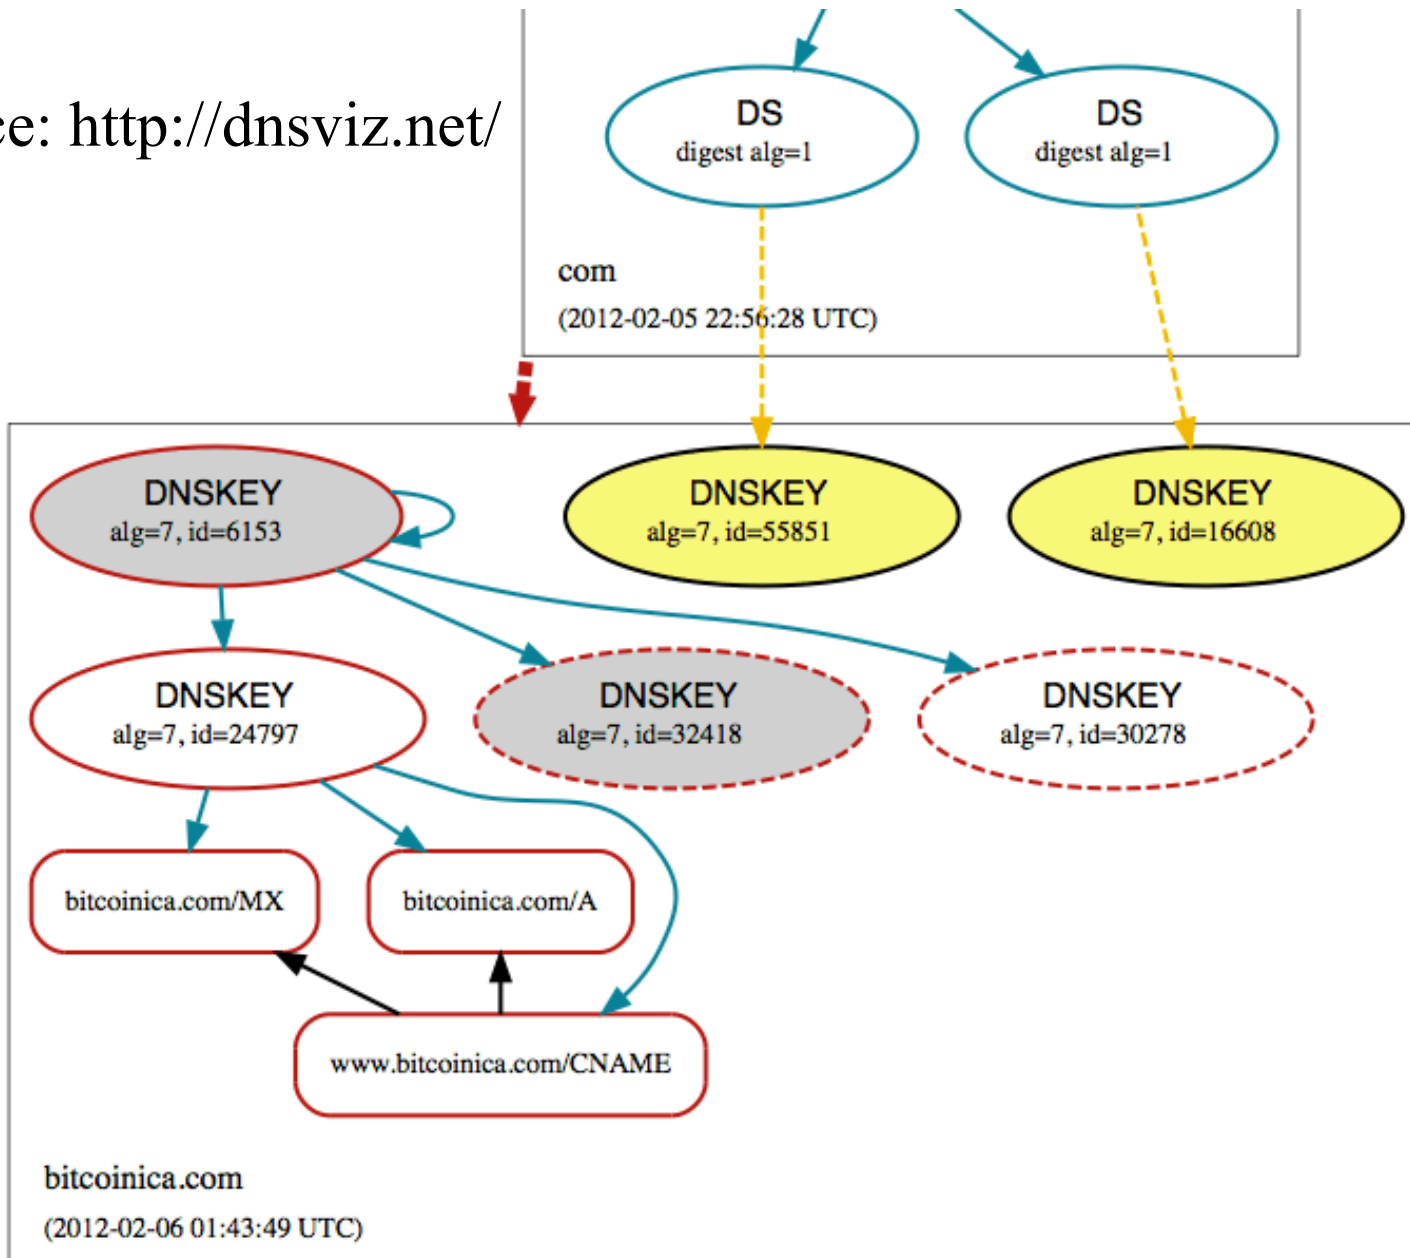 ce: http://dnsviz.net/
DS
digest alg=1
DS
digest alg=1
com
(2012-02-05 22:56:28 UTC)
DNSKEY
alg=7, id=6153
DNSKEY
alg=7, id=55851
DNSKEY
alg=7, id=16608
DNSKEY
alg=7, id=24797
DNSKEY
alg=7, id=32418
DNSKEY
alg=7, id=30278
bitcoinica.com/MX
bitcoinica.com/A
www.bitcoinica.com/CNAME
bitcoinica.com
(2012-02-06 01:43:49 UTC)